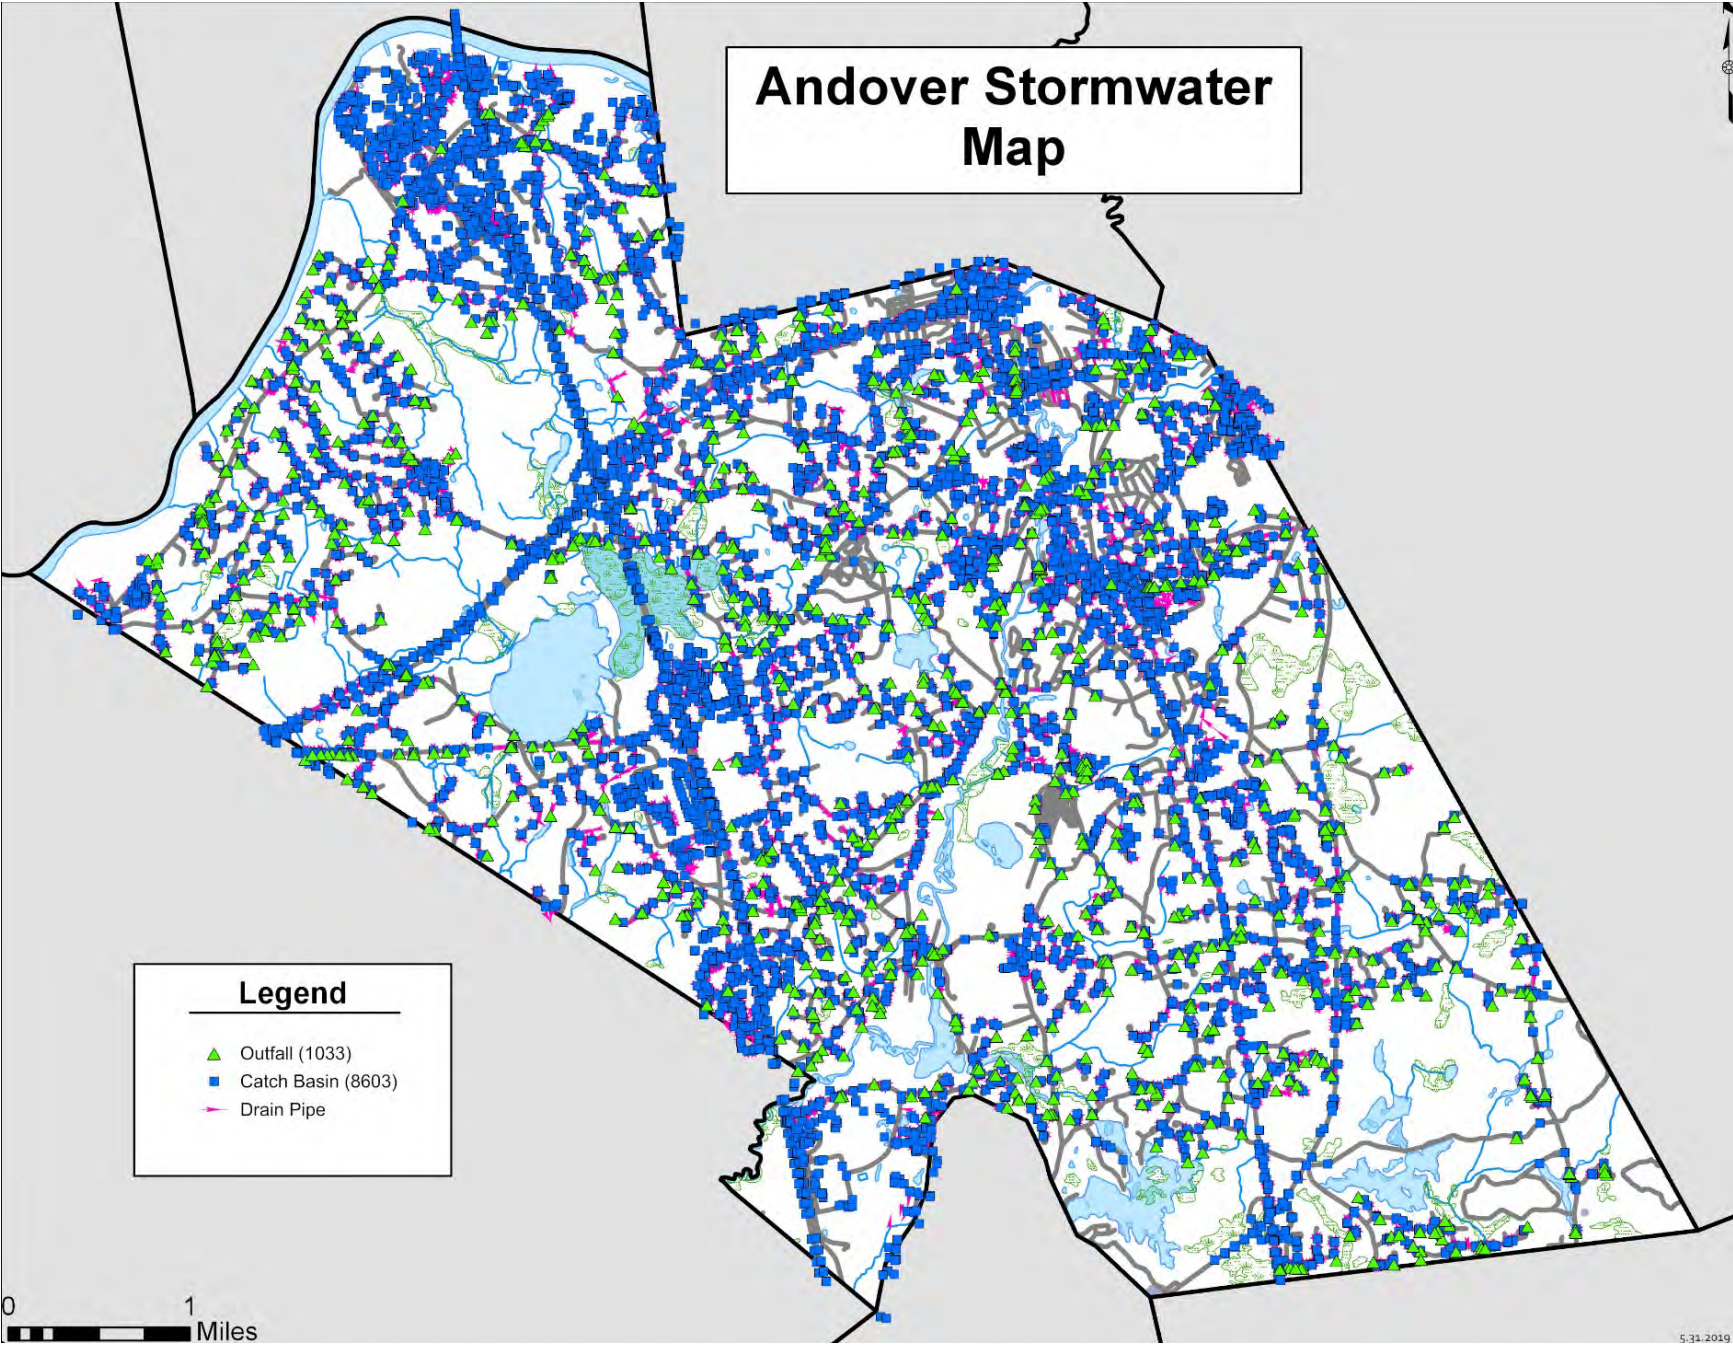 Andover Stormwater
Map
Legend
Outfall (1033)
Catch Basin (8603)
Drain Pipe
0 1
Miles
5.31.2019